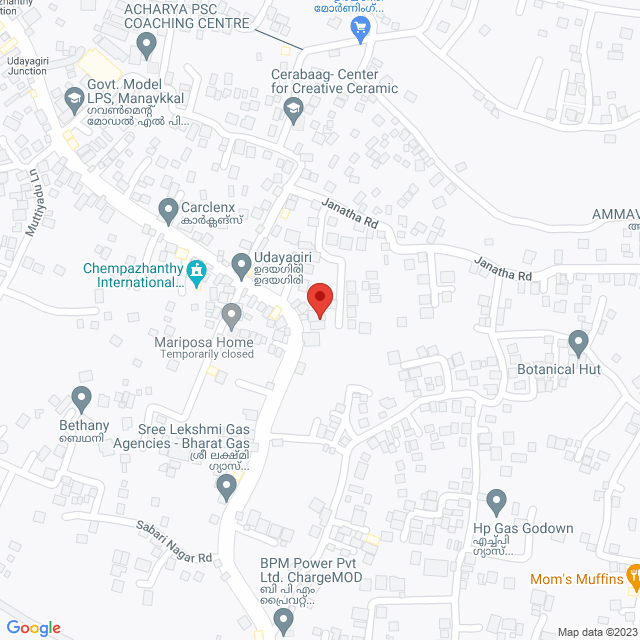 ACHARYA PSC
COACHING CENTRE
മോർണിംഗ്...
Udayagiri
Junction
Cerabaag- Center
for Creative Ceramic
Govt. Model
LPS, Manaykkal
ഗവൺമെന്റ്
മോഡൽ എൽ പി...
Muttiyadu Ln
Janatha Rd
Carclenx
കാർക്ലങ്സ്
AMMAV
Udayagiri
ഉദയഗിരി
ഉദയഗിരി
Janatha Rd
Chempazhanthy
International...
Mariposa Home
Temporarily closed
Botanical Hut
Bethany
ബെഥനി
Sree Lekshmi Gas
Agencies - Bharat Gas
ശ്രീ ലക്ഷ്മി
ഗ്യാസ്...
Hp Gas Godown
എച്ച്പി
ഗ്യാസ്...
Sabari Nagar Rd
BPM Power Pvt
Ltd. ChargeMOD
ബി പി എം
പ്രൈവറ്റ്...
Mom's Muffins
Google
Map data ©2023